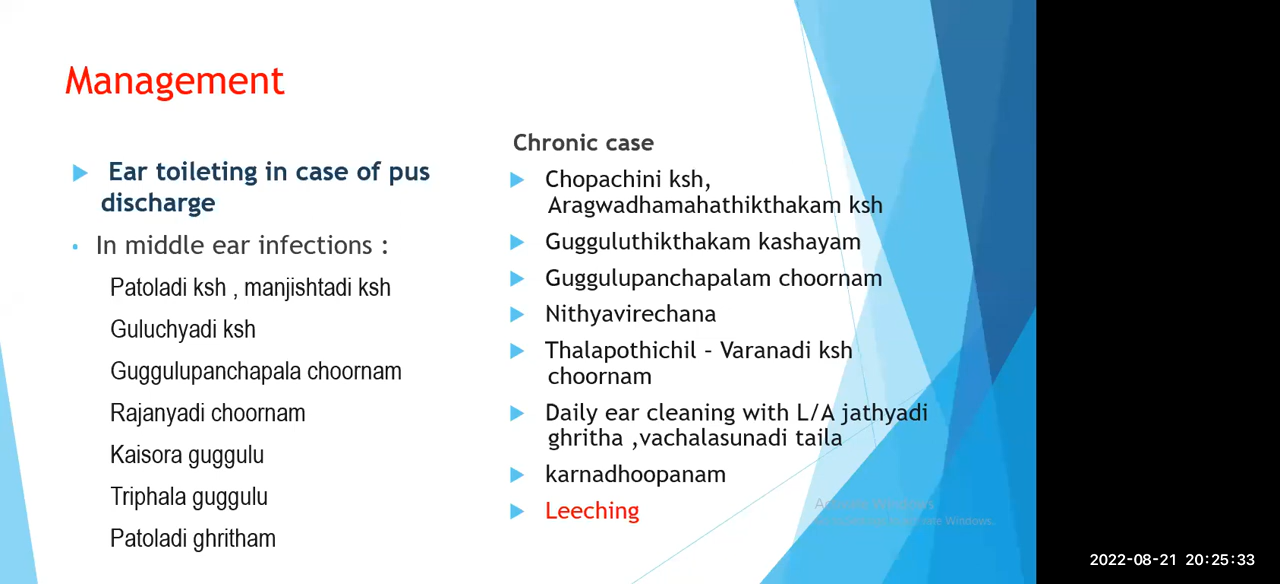 Management
Ear toileting in case of pus
discharge
In middle ear infections :
Patoladi ksh , manjishtadi ksh
Guluchyadi ksh
Guggulupanchapala choornam
Rajanyadi choornam
Kaisora guggulu
Triphala guggulu
Patoladi ghritham
Chronic case
Chopachini ksh,
Aragwadhamahathikthakam ksh
Gugguluthikthakam kashayam
Guggulupanchapalam choornam
Nithyavirechana
Thalapothichil – Varanadi ksh
choornam
Daily ear cleaning with L/A jathyadi
ghritha ,vachalasunadi taila
karnadhoopanam
Leeching
Activate Windows
Windows.
2022-08-21 20:25:33